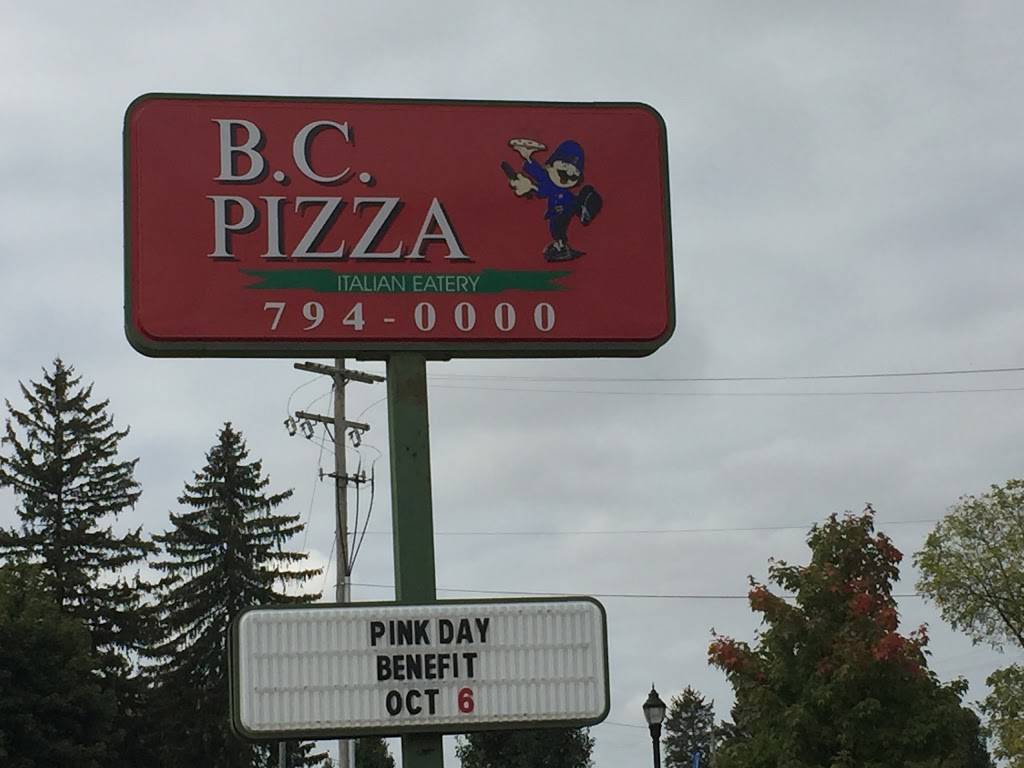 B.C.
PIZZA
ITALIAN EATERY
794-0000
PINK DAY
BENEFIT
OCT 6